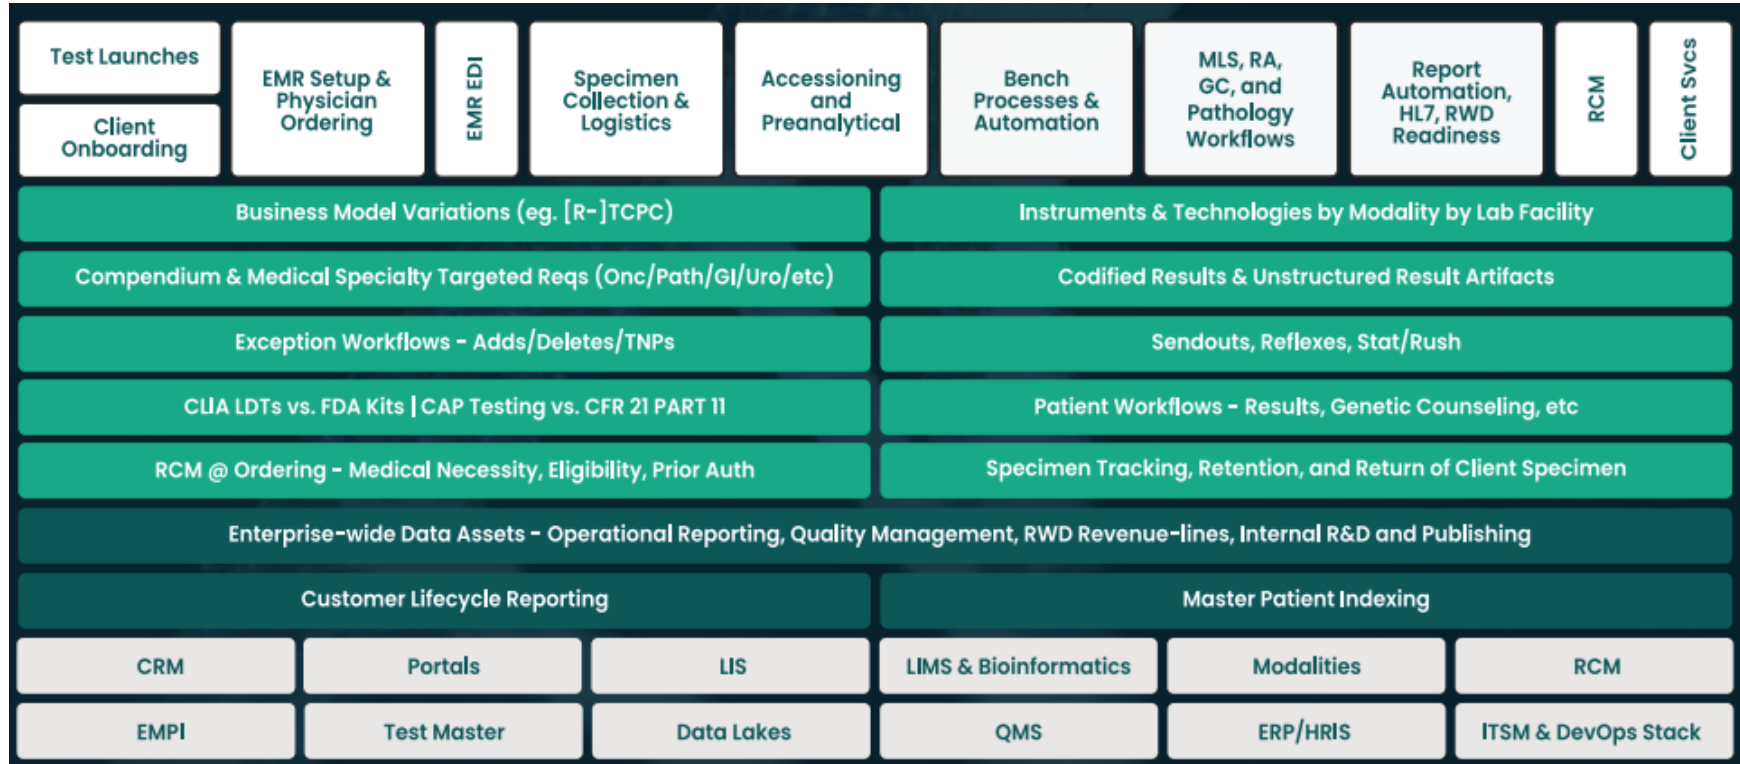 Test Launches
Client
Onboarding
EMR Setup &
Physician
Ordering
EMR EDI
Specimen
Collection &
Logistics
Accessioning
and
Preanalytical
Bench
Processes &
Automation
MLS, RA,
GC, and
Pathology
Workflows
Report
Automation,
HL7, RWD
Readiness
RCM
Client Svcs
Business Model Variations (eg. [R-]TCPC)
Instruments & Technologies by Modality by Lab Facility
Compendium & Medical Specialty Targeted Reqs (Onc/Path/GI/Uro/etc)
Codified Results & Unstructured Result Artifacts
Exception Workflows - Adds/Deletes/TNPs
Sendouts, Reflexes, Stat/Rush
CLIA LDTs vs. FDA Kits | CAP Testing vs. CFR 21 PART 11
Patient Workflows - Results, Genetic Counseling, etc
RCM @ Ordering - Medical Necessity, Eligibility, Prior Auth
Specimen Tracking, Retention, and Return of Client Specimen
Enterprise-wide Data Assets - Operational Reporting, Quality Management, RWD Revenue-lines, Internal R&D and Publishing
Customer Lifecycle Reporting
Master Patient Indexing
CRM
Portals
LIS
LIMS & Bioinformatics
Modalities
RCM
EMPI
Test Master
Data Lakes
QMS
ERP/HRIS
ITSM & DevOps Stack